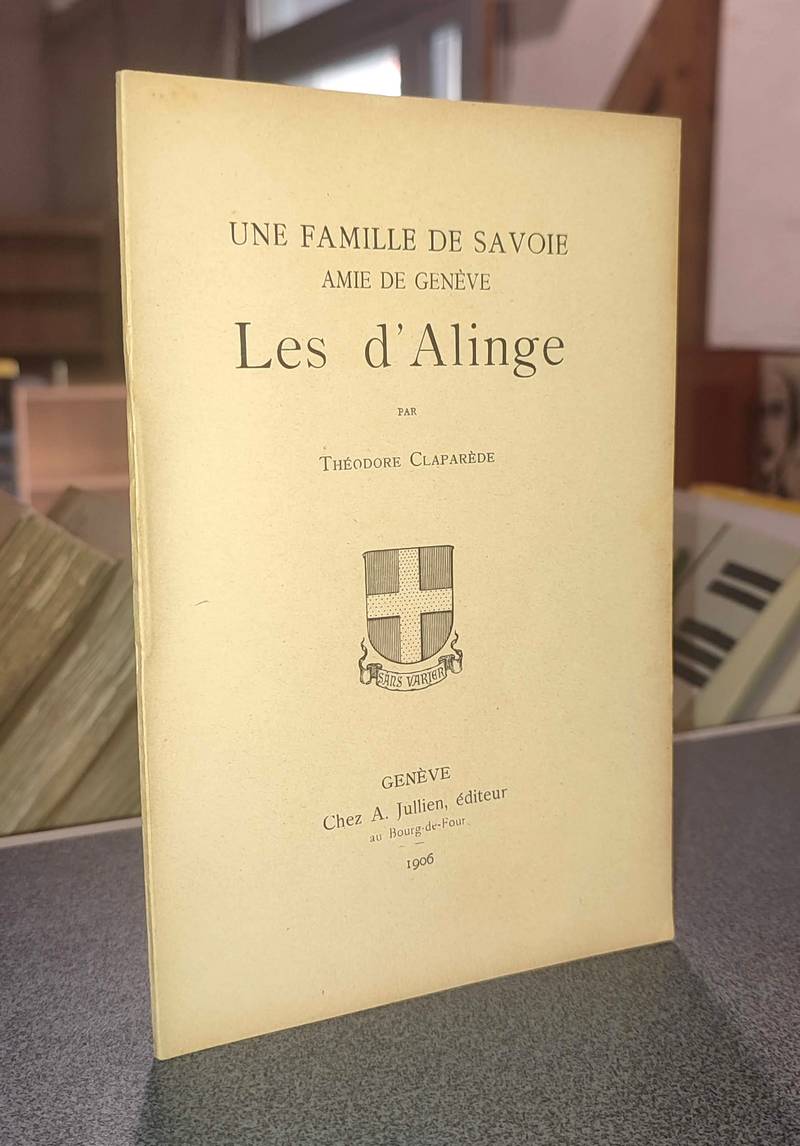 UNE FAMILLE DE SAVOIE
AMIE DE GENÈVE
Les d'Alinge
PAR
THÉODORE CLAPARÈDE
SANS VARIER
GENÈVE
Chez A. Jullien, éditeur
au Bourg-de-Four
1906